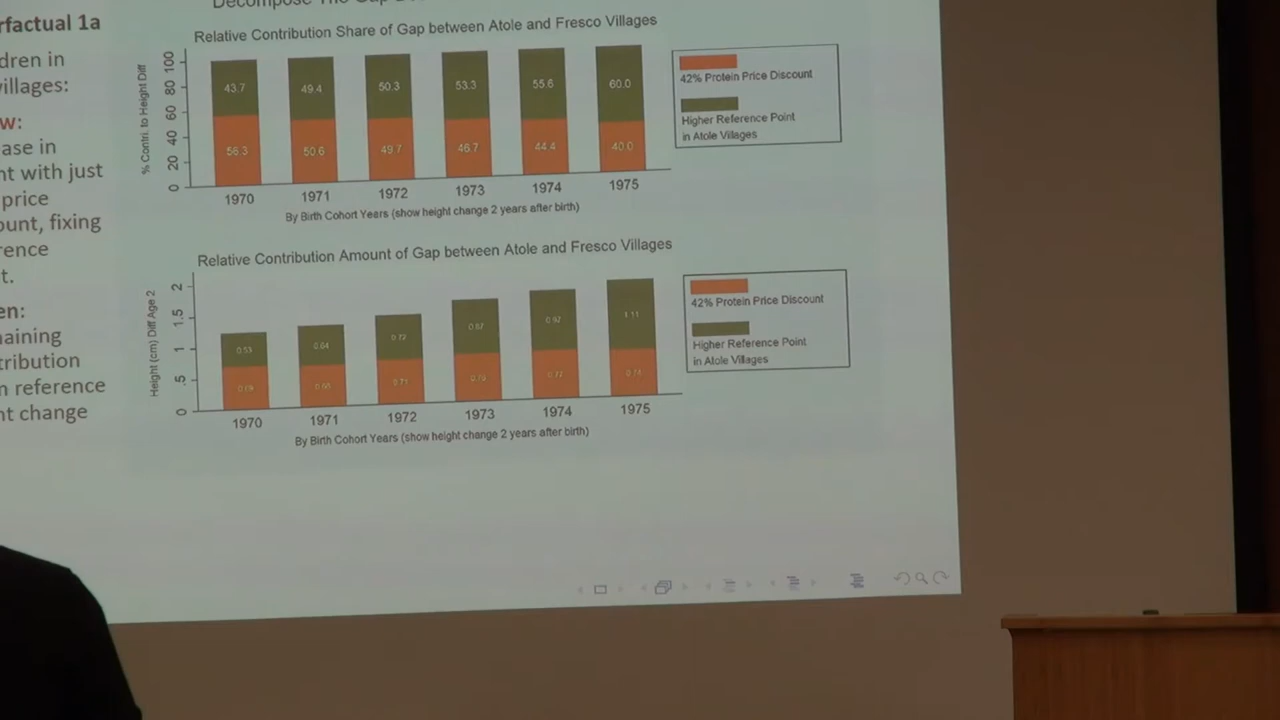 rfactual 1a
dren in
illages:
w:
ase in
nt with just
price
ount, fixing
rence
t.
en:
aining
tribution
n reference
nt change
Decompose The Gap
Relative Contribution Share of Gap between Atole and Fresco Villages
% Contri. to Height Diff
0 20 40 60 80 100
43.7 49.4 50.3 53.3 55.6 60.0
56.3 50.6 49.7 46.7 44.4 40.0
1970 1971 1972 1973 1974 1975
By Birth Cohort Years (show height change 2 years after birth)
42% Protein Price Discount
Higher Reference Point
in Atole Villages
Relative Contribution Amount of Gap between Atole and Fresco Villages
Height (cm) Diff Age 2
0 .5 1 1.5 2
0.53 0.64 0.72 0.87 0.92 1.11
0.71 0.77 0.74
1970 1971 1972 1973 1974 1975
By Birth Cohort Years (show height change 2 years after birth)
42% Protein Price Discount
Higher Reference Point
in Atole Villages